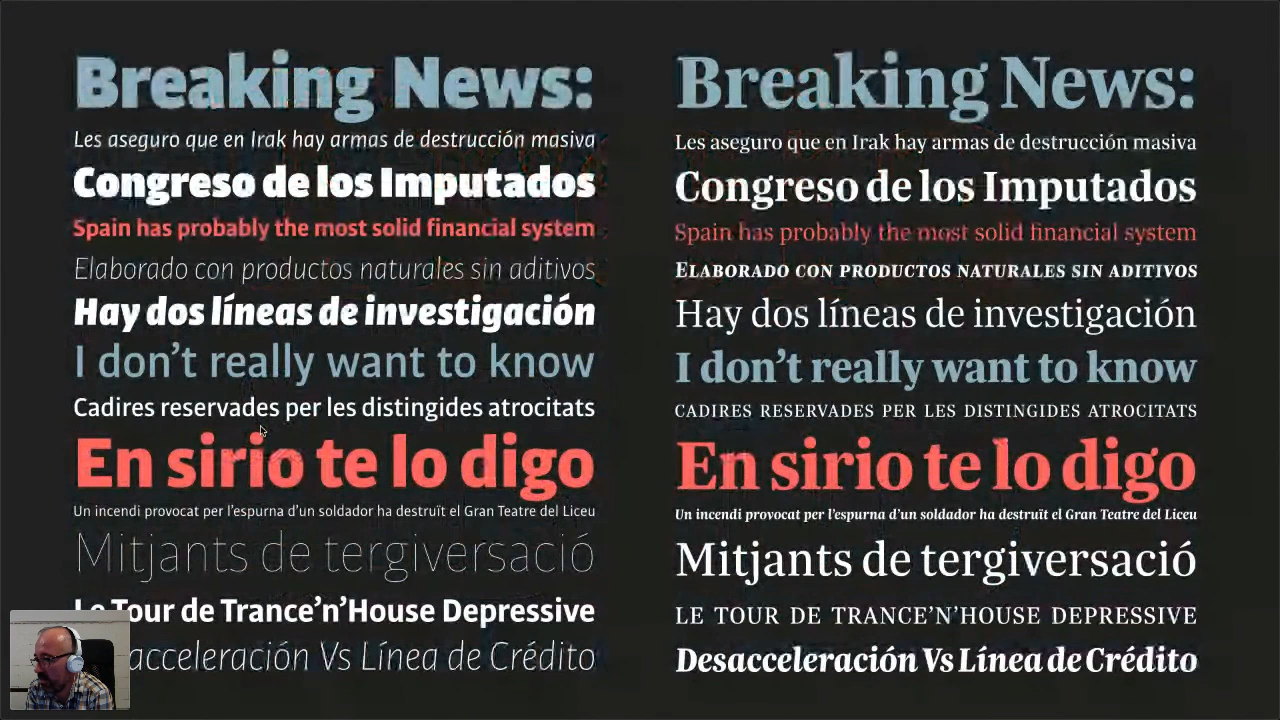 Breaking News:
Les aseguro que en Irak hay armas de destrucción masiva
Congreso de los Imputados
Spain has probably the most solid financial system
Elaborado con productos naturales sin aditivos
Hay dos líneas de investigación
I don’t really want to know
Cadires reservades per les distingides atrocitats
En sirio te lo digo
Un incendi provocat per l’espurna d’un soldador ha destruït el Gran Teatre del Liceu
Mitjants de tergiversació
Le Tour de Trance’n’House Depressive
acceleración Vs Línea de Crédito
Breaking News:
Les aseguro que en Irak hay armas de destrucción masiva
Congreso de los Imputados
Spain has probably the most solid financial system
ELABORADO CON PRODUCTOS NATURALES SIN ADITIVOS
Hay dos líneas de investigación
I don’t really want to know
CADIRES RESERVADES PER LES DISTINGIDES ATROCITATS
En sirio te lo digo
Un incendi provocat per l’espurna d’un soldador ha destruït el Gran Teatre del Liceu
Mitjants de tergiversació
LE TOUR DE TRANCE’N’HOUSE DEPRESSIVE
Desacceleración Vs Línea de Crédito